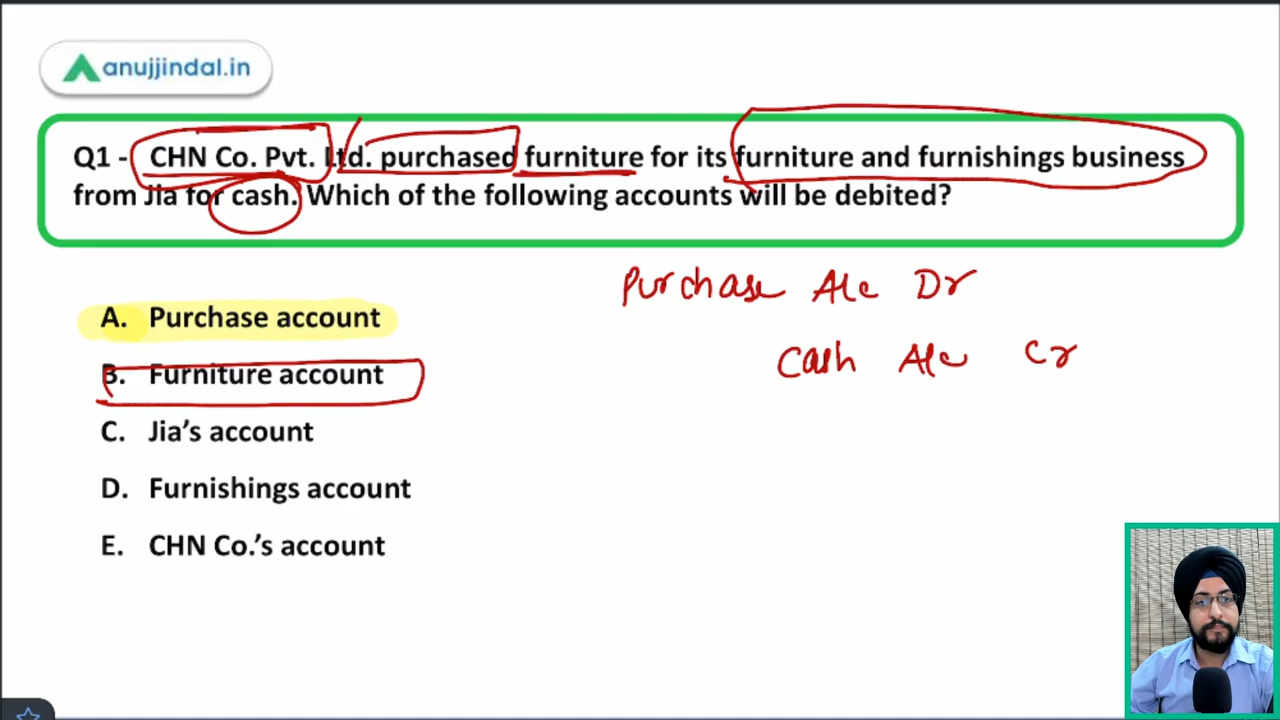 anujjindal.in
Q1 - CHN Co. Pvt. Ltd. purchased furniture for its furniture and furnishings business
from Jia for cash. Which of the following accounts will be debited?
Purchase A/c Dr
Cash A/c Cr
A. Purchase account
B. Furniture account
C. Jia's account
D. Furnishings account
E. CHN Co.'s account